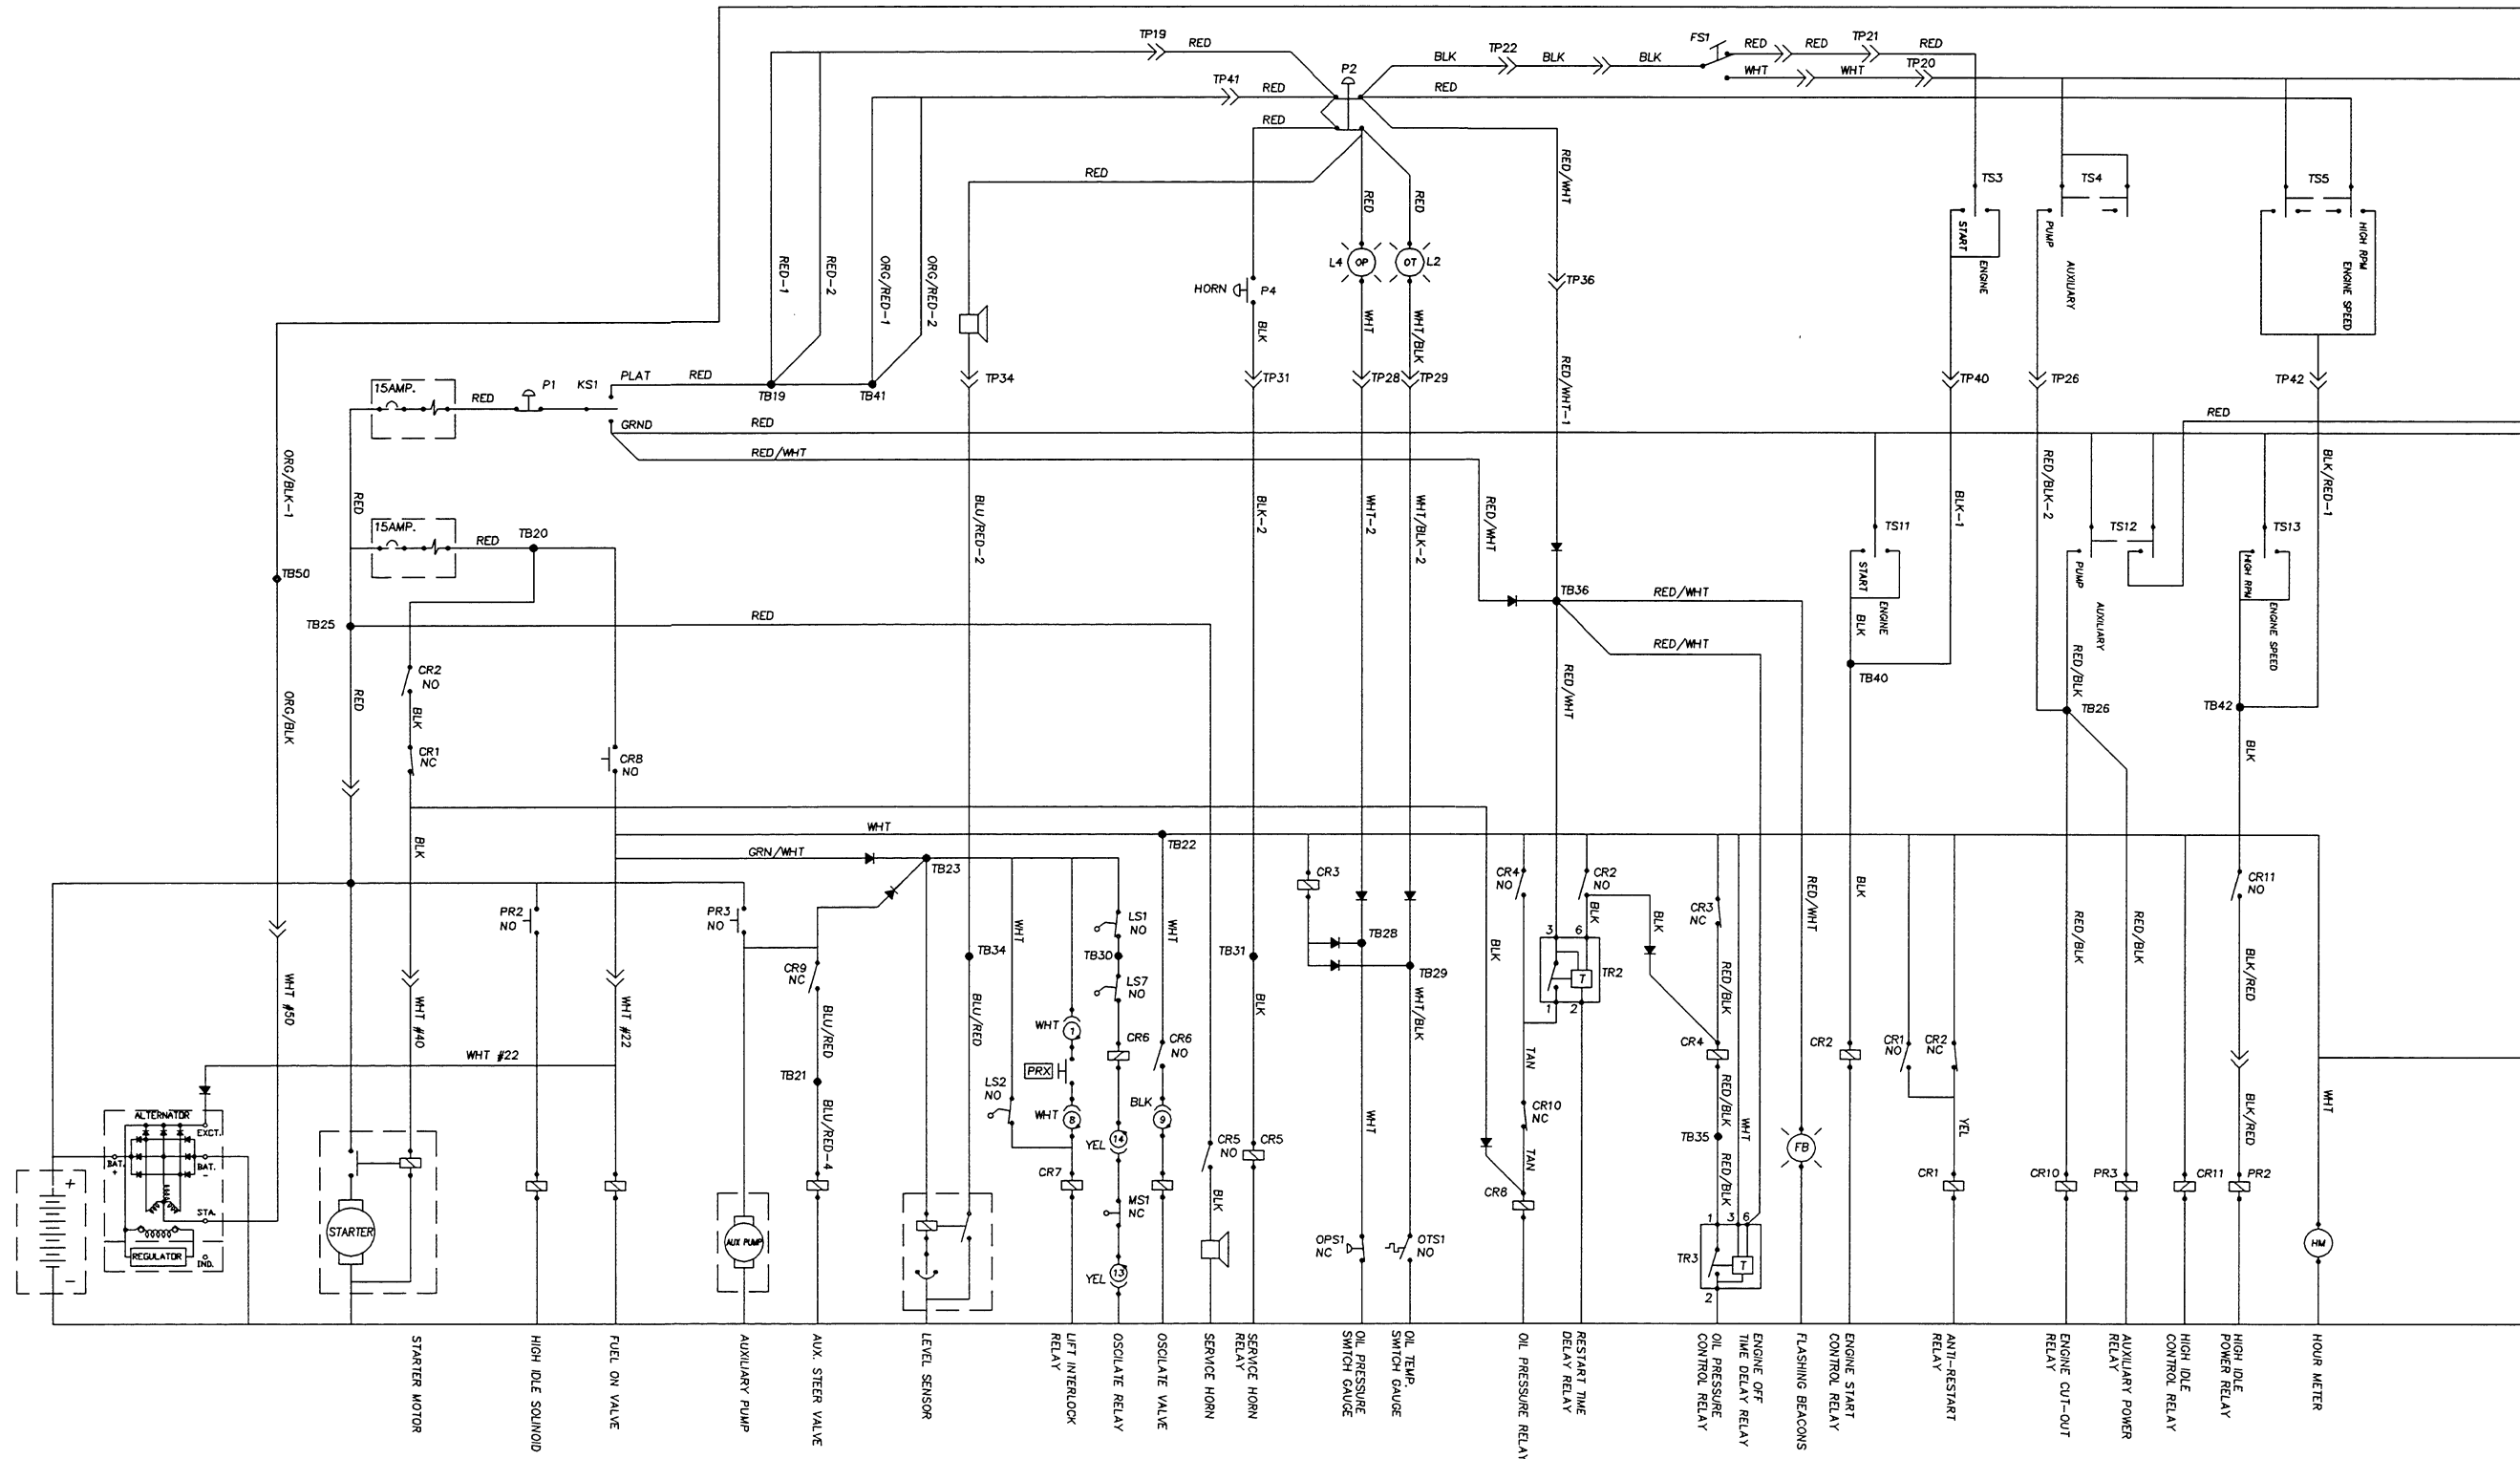 TP19
RED
BLK
TP22
BLK
BLK
FS1
RED
RED
TP21
RED
WHT
WHT
TP20
P2
TP41
RED
RED
RED
RED
RED/WHT
RED
RED
TS3
TS4
TS5
START
ENGINE
PUMP
AUXILIARY
HIGH RPM
ENGINE SPEED
RED-1
RED-2
ORG/RED-1
ORG/RED-2
L4
OP
OT
L2
HORN
P4
TP36
BLK
WHT
WHT/BLK
15AMP.
RED
P1
KS1
PLAT
RED
TB19
TB41
TP34
TP31
TP28
TP29
RED/WHT-1
TP40
TP26
TP42
GRND
RED
RED
RED/WHT
ORG/BLK-1
RED
BLU/RED-2
BLK-2
WHT-2
WHT/BLK-2
RED/WHT
BLK-1
RED/BLK-2
BLK/RED-1
15AMP.
RED
TB20
TS11
TS12
TS13
START
ENGINE
PUMP
AUXILIARY
HIGH RPM
ENGINE SPEED
TB50
TB25
RED
TB36
RED/WHT
RED/WHT
BLK
TB40
RED/BLK
TB26
TB42
ORG/BLK
RED
CR2
NO
BLK
CR1
NC
CR8
NO
RED/WHT
BLK
BLK
WHT
GRN/WHT
TB23
TB22
CR3
CR4
NO
CR2
NO
BLK
BLK
CR3
NC
RED/WHT
BLK
CR11
NO
PR2
NO
PR3
NO
CR9
NC
WHT
LS1
NO
WHT
TB34
TB30
LS7
NO
TB31
TB28
TB29
BLK
3
6
TR2
T
1
2
RED/BLK
RED/BLK
RED/BLK
BLK/RED
WHT #50
WHT #40
WHT #22
WHT #22
BLU/RED
BLU/RED
TB21
BLU/RED-4
LS2
NO
WHT
1
PRX
WHT
8
CR7
CR6
CR6
NO
BLK
9
YEL
14
MS1
NC
YEL
13
BLK
CR5
NO
CR5
BLK
WHT/BLK
WHT
OPS1
NC
OTS1
NO
TAN
CR10
NC
TAN
CR8
CR4
RED/BLK
WHT
TB35
RED/BLK
1
3
6
TR3
T
2
FB
CR2
CR1
NO
CR2
NC
YEL
CR1
CR10
PR3
CR11
PR2
BLK/RED
WHT
HM
ALTERNATOR
EXCT.
BAT.
+
BAT.
-
STA.
REGULATOR
IND.
+
-
STARTER
AUX PUMP
BLK
STARTER MOTOR
HIGH IDLE SOLINOID
FUEL ON VALVE
AUXILIARY PUMP
AUX. STEER VALVE
LEVEL SENSOR
LIFT INTERLOCK
RELAY
OSCILATE RELAY
OSCILATE VALVE
SERVICE HORN
SERVICE HORN
RELAY
OIL PRESSURE
SWITCH GAUGE
OIL TEMP.
SWITCH GAUGE
OIL PRESSURE RELAY
RESTART TIME
DELAY RELAY
OIL PRESSURE
CONTROL RELAY
ENGINE OFF
TIME DELAY RELAY
FLASHING BEACONS
ENGINE START
CONTROL RELAY
ANTI-RESTART
RELAY
ENGINE CUT-OUT
RELAY
AUXILIARY POWER
RELAY
HIGH IDLE
CONTROL RELAY
HIGH IDLE
POWER RELAY
HOUR METER